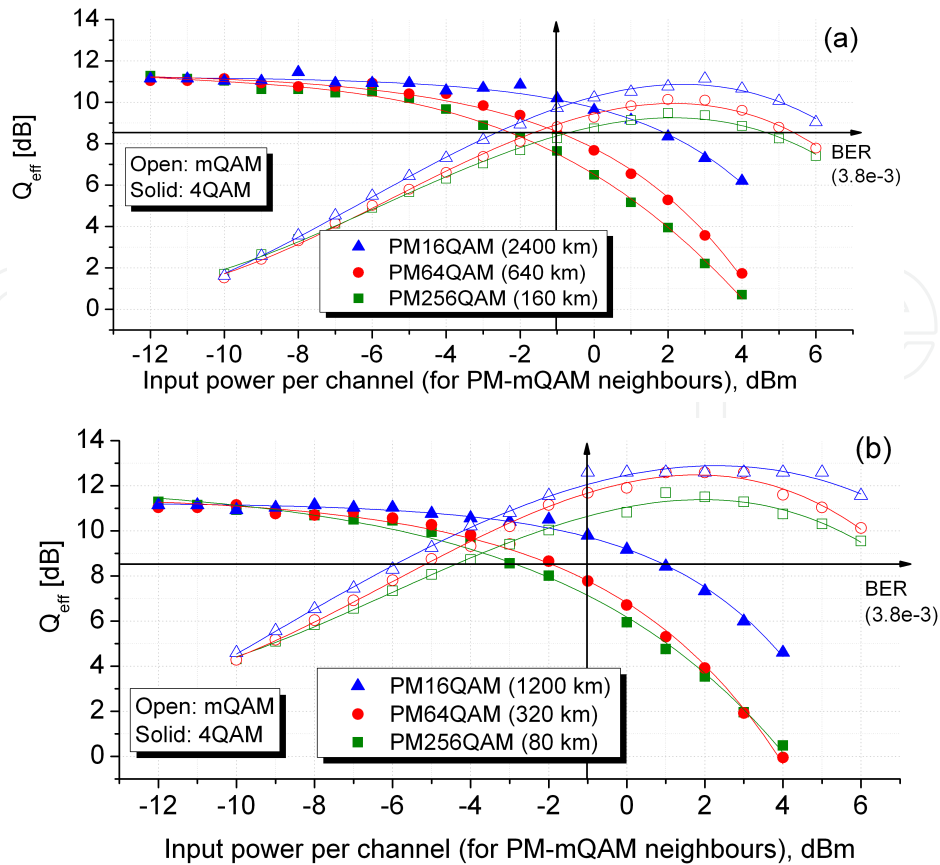 (a)
14
12
10
8
6
4
2
0
Q_eff [dB]
BER
(3.8e-3)
Open: mQAM
Solid: 4QAM
PM16QAM (2400 km)
PM64QAM (640 km)
PM256QAM (160 km)
-12 -10 -8 -6 -4 -2 0 2 4 6
Input power per channel (for PM-mQAM neighbours), dBm
(b)
14
12
10
8
6
4
2
0
Q_eff [dB]
BER
(3.8e-3)
Open: mQAM
Solid: 4QAM
PM16QAM (1200 km)
PM64QAM (320 km)
PM256QAM (80 km)
-12 -10 -8 -6 -4 -2 0 2 4 6
Input power per channel (for PM-mQAM neighbours), dBm